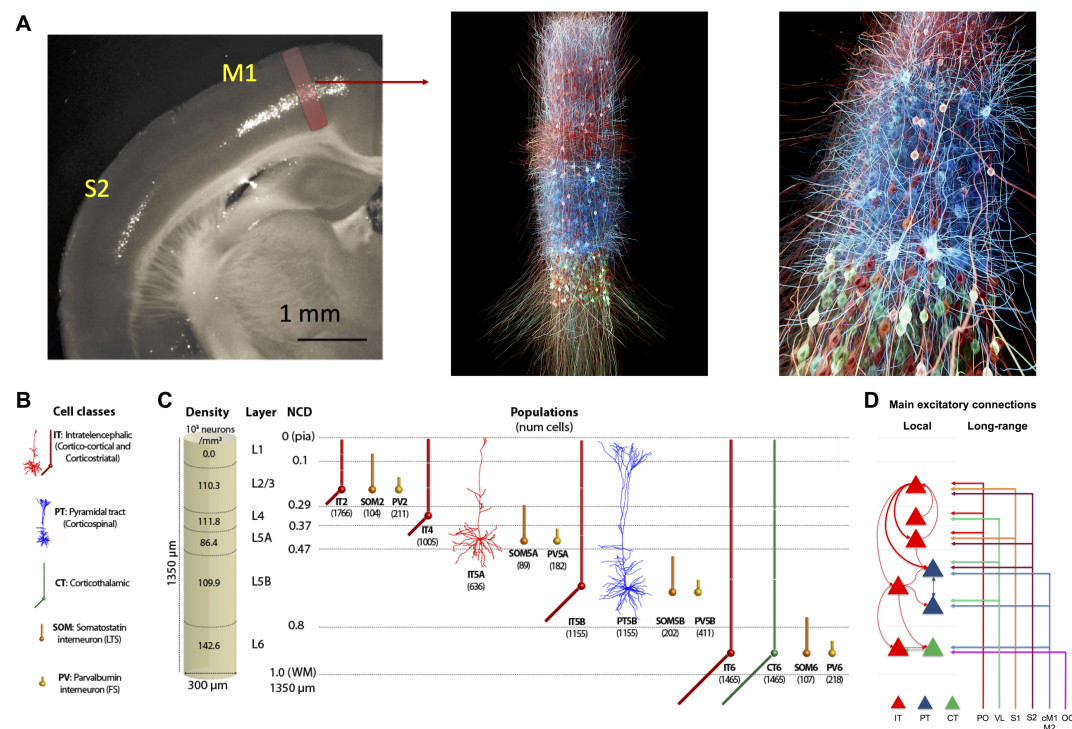 A
M1
S2
1 mm
B
Cell classes
IT: Intratelencephalic
(Cortico-cortical and
Corticostriatal)
PT: Pyramidal tract
(Corticospinal)
CT: Corticothalamic
SOM: Somatostatin
interneuron (LTS)
PV: Parvalbumin
interneuron (FS)
C
Density
10³ neurons
/mm³
Layer
NCD
Populations
(num cells)
0.0
110.3
111.8
86.4
109.9
142.6
1350 µm
300 µm
L1
L2/3
L4
L5A
L5B
L6
0 (pia)
0.1
0.29
0.37
0.47
0.8
1.0 (WM)
1350 µm
IT2
(1766)
SOM2
(104)
PV2
(211)
IT4
(1005)
IT5A
(636)
SOM5A
(89)
PV5A
(182)
IT5B
(1155)
PT5B
(1155)
SOM5B
(202)
PV5B
(411)
IT6
(1465)
CT6
(1465)
SOM6
(107)
PV6
(218)
D
Main excitatory connections
Local
Long-range
IT
PT
CT
PO
VL
S1
S2
cM1
M2
OC